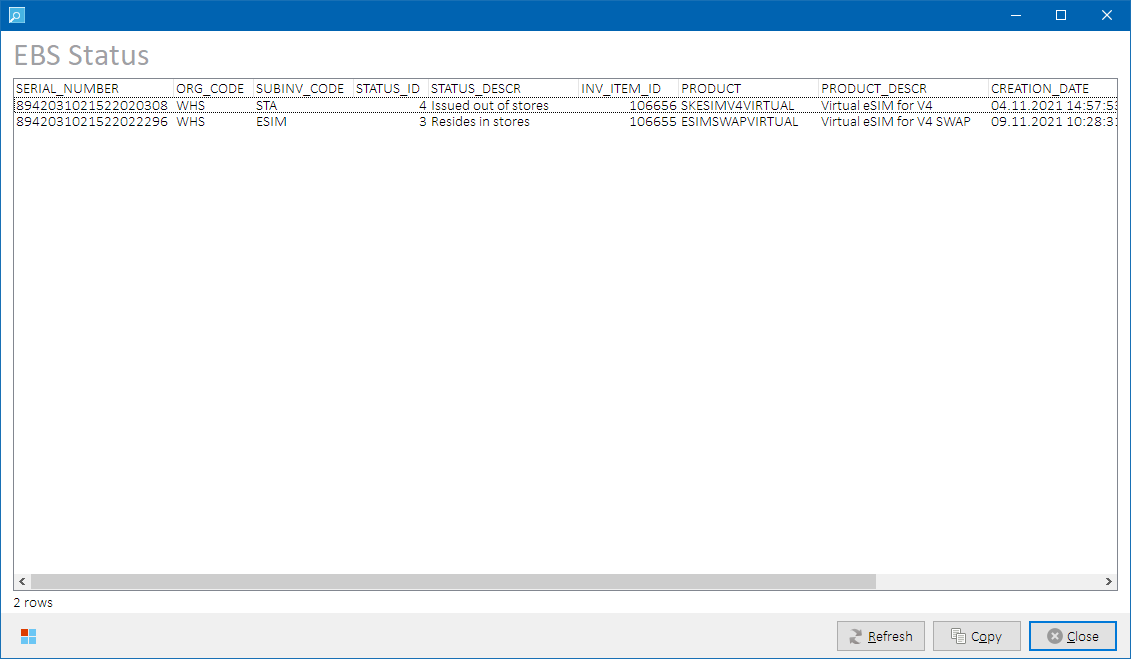 EBS Status
SERIAL_NUMBER ORG_CODE SUBINV_CODE STATUS_ID STATUS_DESCR INV_ITEM_ID PRODUCT PRODUCT_DESCR CREATION_DATE
8942031021522020308 WHS STA 4 Issued out of stores 106656 SKESIMV4VIRTUAL Virtual eSIM for V4 04.11.2021 14:57:53
8942031021522022296 WHS ESIM 3 Resides in stores 106655 ESIMSWAPVIRTUAL Virtual eSIM for V4 SWAP 09.11.2021 10:28:31
2 rows
Refresh Copy Close